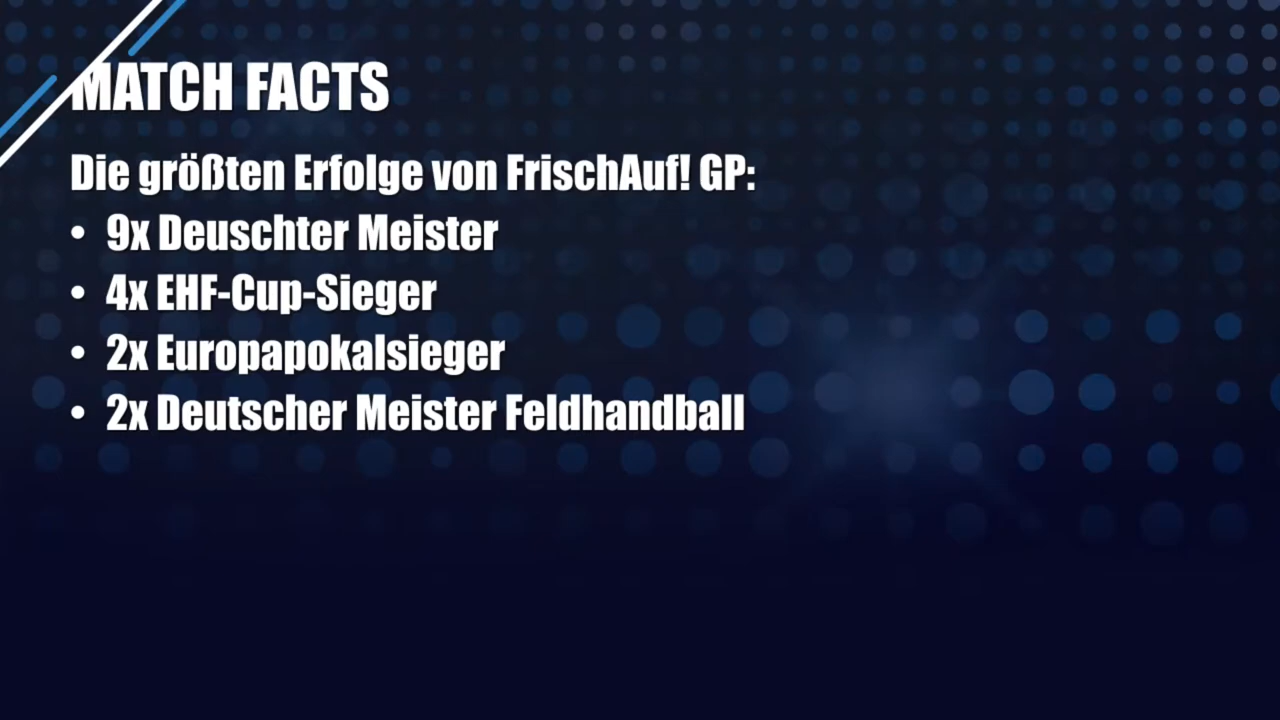 MATCH FACTS
Die größten Erfolge von FrischAuf! GP:
• 9x Deuschter Meister
• 4x EHF-Cup-Sieger
• 2x Europapokalsieger
• 2x Deutscher Meister Feldhandball